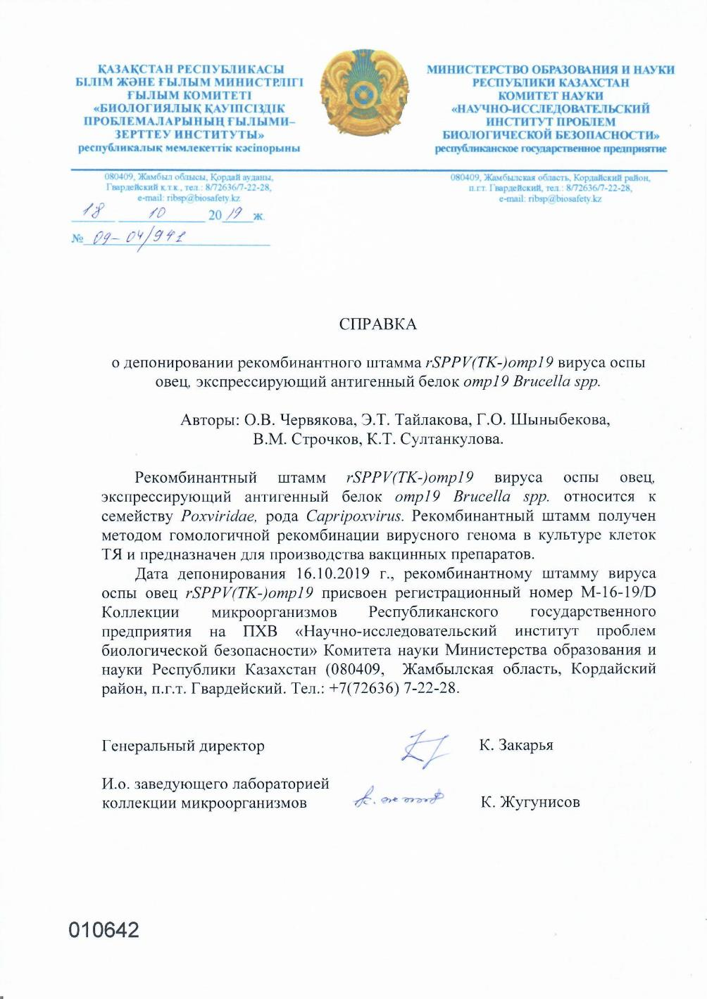 ҚАЗАҚСТАН РЕСПУБЛИКАСЫ
БІЛІМ ЖӘНЕ ҒЫЛЫМ МИНИСТРЛІГІ
ҒЫЛЫМ КОМИТЕТІ
«БИОЛОГИЯЛЫҚ ҚАУІПСІЗДІК
ПРОБЛЕМАЛАРЫНЫҢ ҒЫЛЫМИ–
ЗЕРТТЕУ ИНСТИТУТЫ»
республикалық мемлекеттік кәсіпорыны
МИНИСТЕРСТВО ОБРАЗОВАНИЯ И НАУКИ
РЕСПУБЛИКИ КАЗАХСТАН
КОМИТЕТ НАУКИ
«НАУЧНО-ИССЛЕДОВАТЕЛЬСКИЙ
ИНСТИТУТ ПРОБЛЕМ
БИОЛОГИЧЕСКОЙ БЕЗОПАСНОСТИ»
республиканское государственное предприятие
080409, Жамбыл облысы, Қордай ауданы,
Гвардейский к.т.к., тел.: 8/72636/7-22-28,
e-mail: ribsp@biosafety.kz
080409, Жамбылская область, Кордайский район,
п.г.т. Гвардейский, тел.: 8/72636/7-22-28,
e-mail: ribsp@biosafety.kz
18 10 2019 ж.
№ 09-04/941
СПРАВКА
о депонировании рекомбинантного штамма rSPPV(TK-)omp19 вируса оспы
овец, экспрессирующий антигенный белок omp19 Brucella spp.
Авторы: О.В. Червякова, Э.Т. Тайлакова, Г.О. Шыныбекова,
В.М. Строчков, К.Т. Султанкулова.
Рекомбинантный штамм rSPPV(TK-)omp19 вируса оспы овец,
экспрессирующий антигенный белок omp19 Brucella spp. относится к
семейству Poxviridae, рода Capripoxvirus. Рекомбинантный штамм получен
методом гомологичной рекомбинации вирусного генома в культуре клеток
ТЯ и предназначен для производства вакцинных препаратов.
Дата депонирования 16.10.2019 г., рекомбинантному штамму вируса
оспы овец rSPPV(TK-)omp19 присвоен регистрационный номер M-16-19/D
Коллекции микроорганизмов Республиканского государственного
предприятия на ПХВ «Научно-исследовательский институт проблем
биологической безопасности» Комитета науки Министерства образования и
науки Республики Казахстан (080409, Жамбылская область, Кордайский
район, п.г.т. Гвардейский. Тел.: +7(72636) 7-22-28.
Генеральный директор К. Закарья
И.о. заведующего лабораторией
коллекции микроорганизмов К. Жугунисов
010642